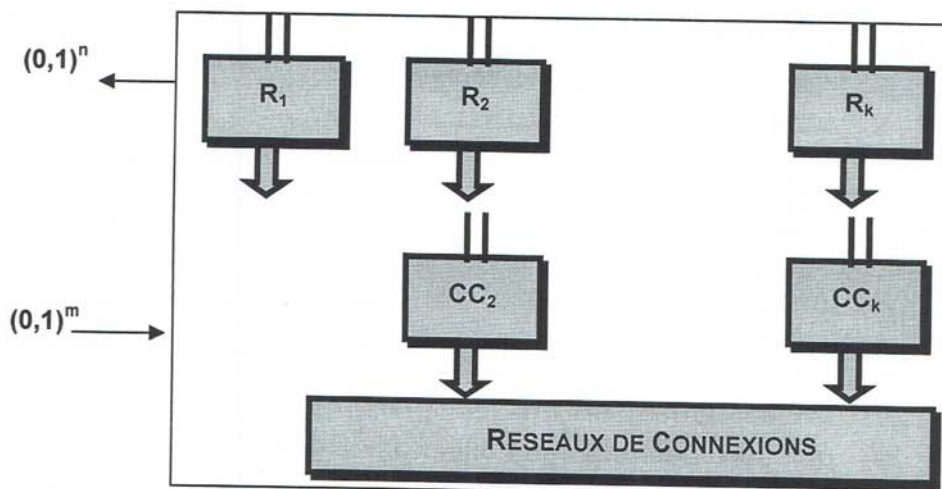 (0,1)ⁿ
R₁
R₂
Rₖ
CC₂
CCₖ
(0,1)ᵐ
RESEAUX DE CONNEXIONS